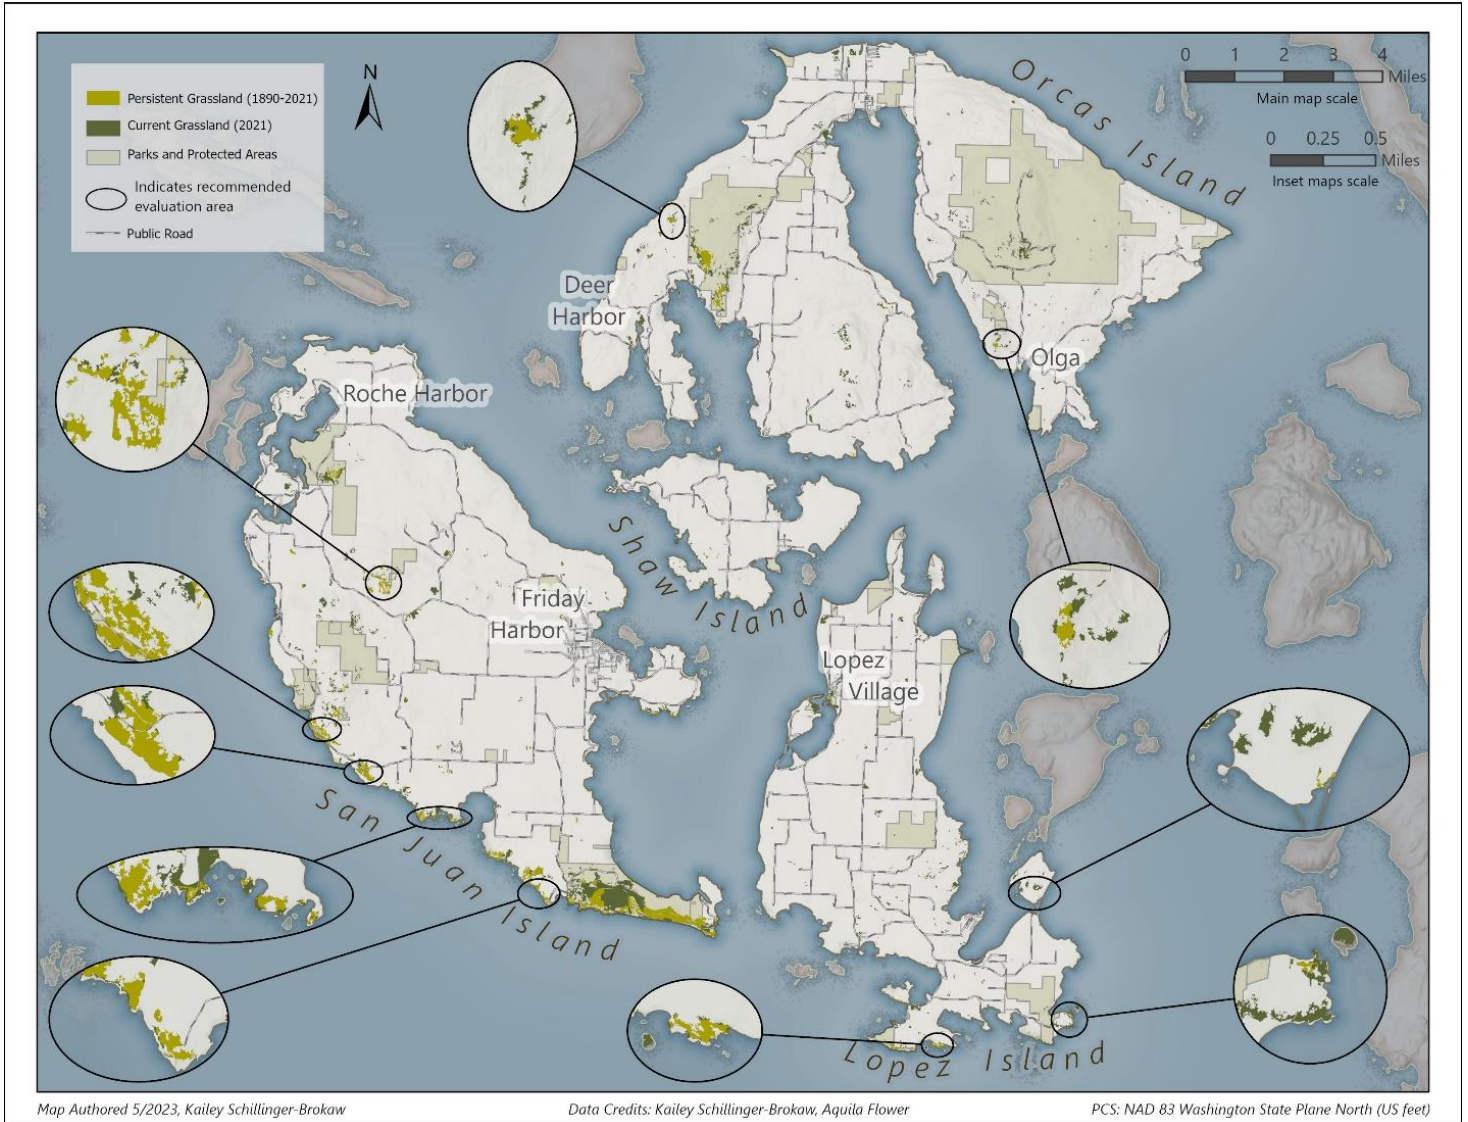 N
0 1 2 3 4
Miles
Main map scale
0 0.25 0.5
Miles
Inset maps scale
Persistent Grassland (1890-2021)
Current Grassland (2021)
Parks and Protected Areas
Indicates recommended
evaluation area
Public Road
Orcas Island
Deer
Harbor
Olga
Roche Harbor
Shaw Island
Friday
Harbor
Lopez
Village
San Juan Island
Lopez Island
Map Authored 5/2023, Kailey Schillinger-Brokaw
Data Credits: Kailey Schillinger-Brokaw, Aquila Flower
PCS: NAD 83 Washington State Plane North (US feet)